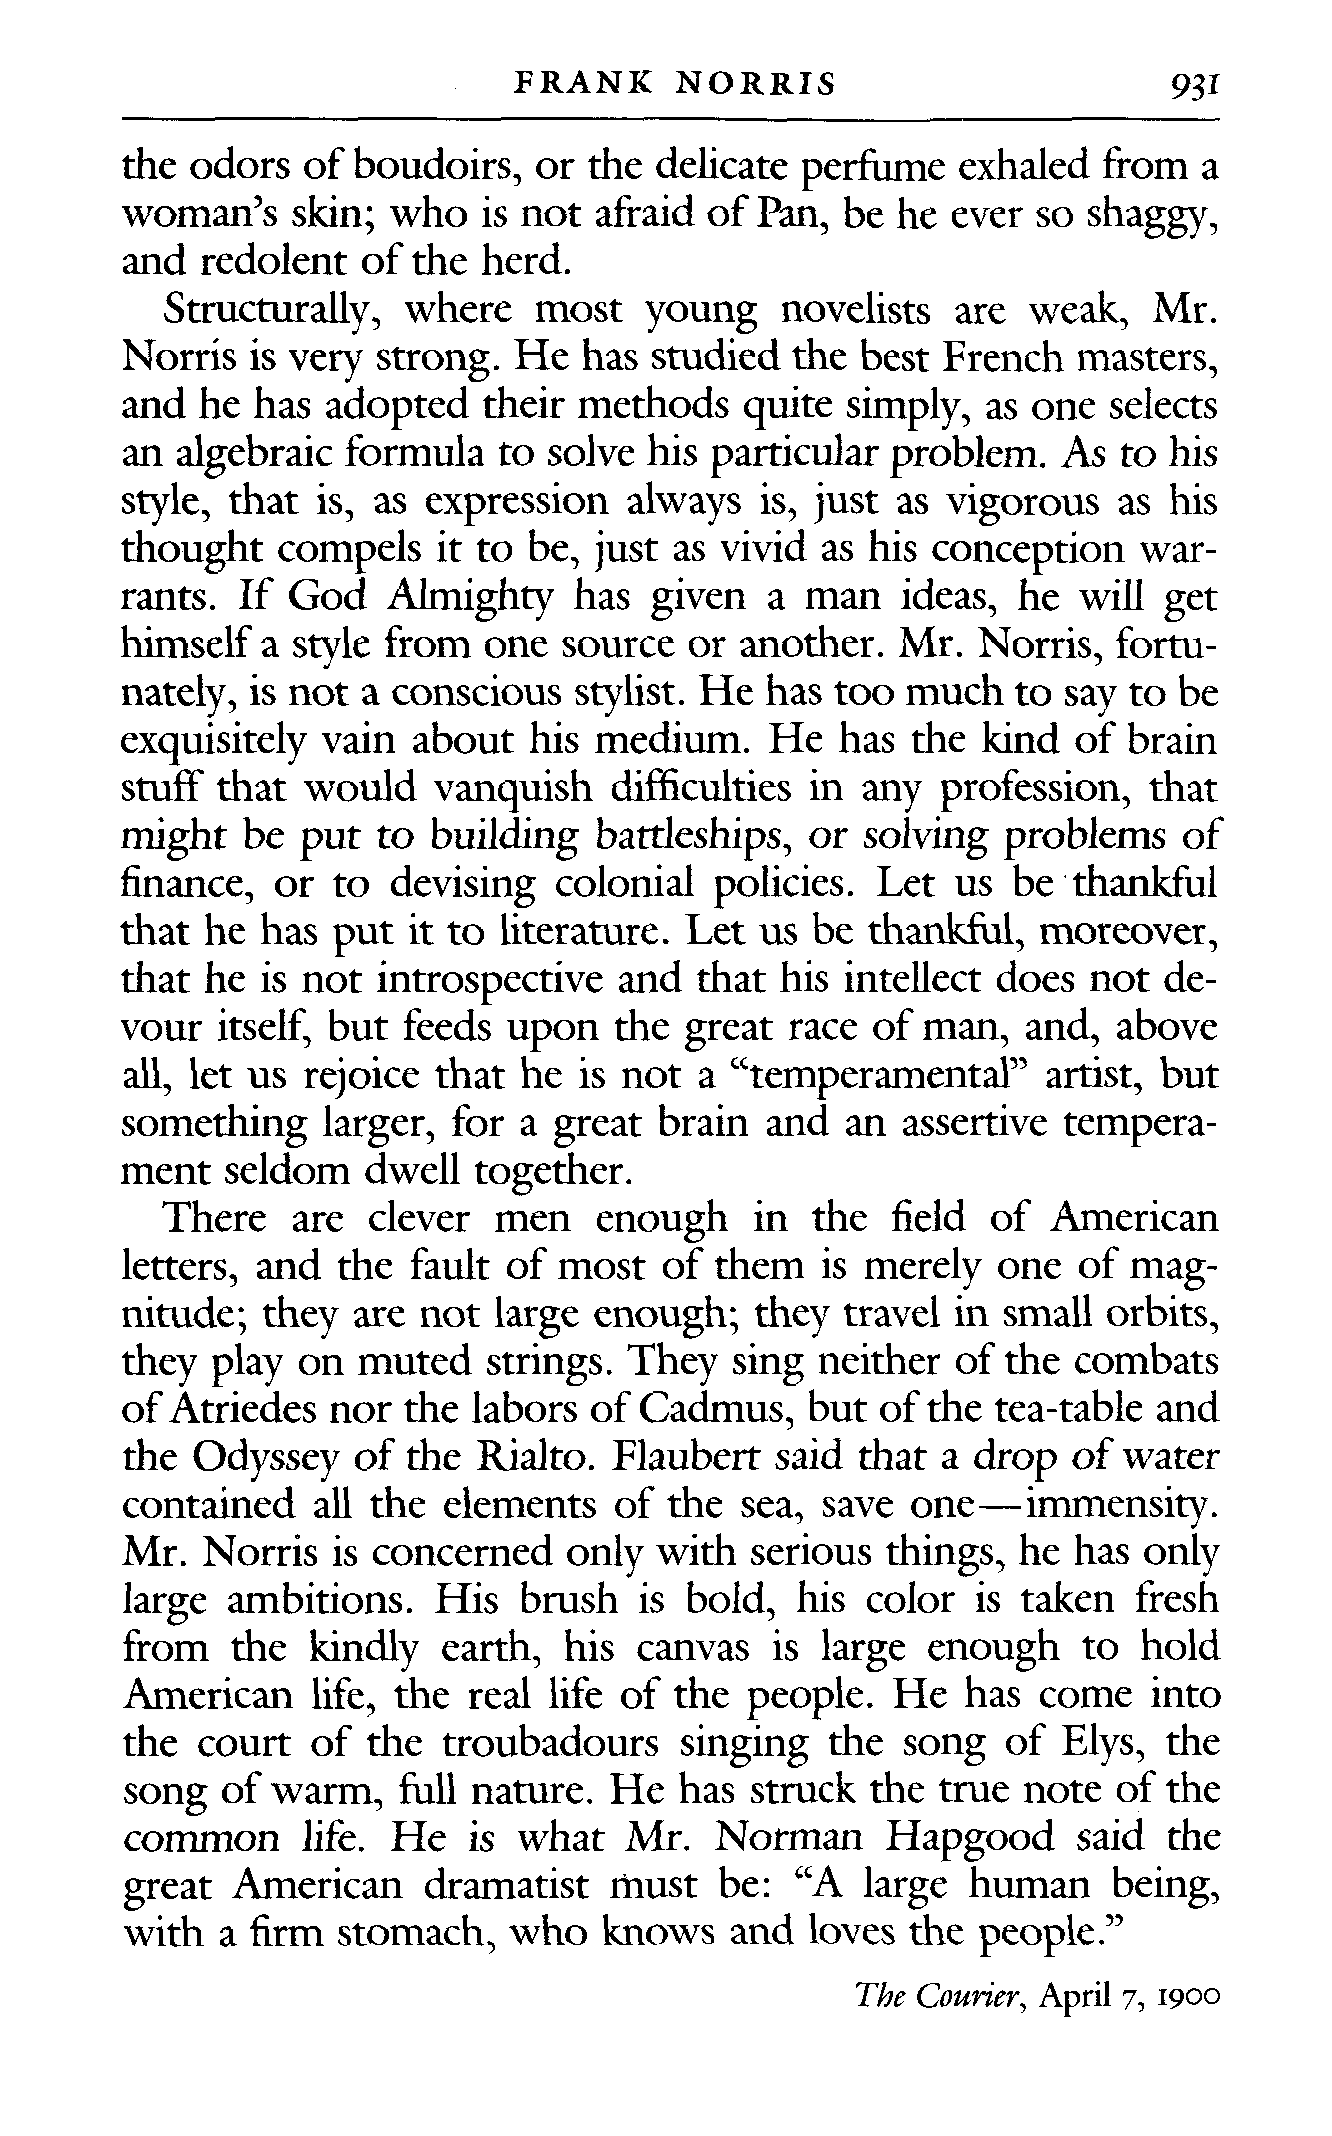 FRANK NORRIS 931
the odors of boudoirs, or the delicate perfume exhaled from a
woman's skin; who is not afraid of Pan, be he ever so shaggy,
and redolent of the herd.
Structurally, where most young novelists are weak, Mr.
Norris is very strong. He has studied the best French masters,
and he has adopted their methods quite simply, as one selects
an algebraic formula to solve his particular problem. As to his
style, that is, as expression always is, just as vigorous as his
thought compels it to be, just as vivid as his conception war-
rants. If God Almighty has given a man ideas, he will get
himself a style from one source or another. Mr. Norris, fortu-
nately, is not a conscious stylist. He has too much to say to be
exquisitely vain about his medium. He has the kind of brain
stuff that would vanquish difficulties in any profession, that
might be put to building battleships, or solving problems of
finance, or to devising colonial policies. Let us be thankful
that he has put it to literature. Let us be thankful, moreover,
that he is not introspective and that his intellect does not de-
vour itself, but feeds upon the great race of man, and, above
all, let us rejoice that he is not a “temperamental” artist, but
something larger, for a great brain and an assertive tempera-
ment seldom dwell together.
There are clever men enough in the field of American
letters, and the fault of most of them is merely one of mag-
nitude; they are not large enough; they travel in small orbits,
they play on muted strings. They sing neither of the combats
of Atriedes nor the labors of Cadmus, but of the tea-table and
the Odyssey of the Rialto. Flaubert said that a drop of water
contained all the elements of the sea, save one—immensity.
Mr. Norris is concerned only with serious things, he has only
large ambitions. His brush is bold, his color is taken fresh
from the kindly earth, his canvas is large enough to hold
American life, the real life of the people. He has come into
the court of the troubadours singing the song of Elys, the
song of warm, full nature. He has struck the true note of the
common life. He is what Mr. Norman Hapgood said the
great American dramatist must be: “A large human being,
with a firm stomach, who knows and loves the people.”
The Courier, April 7, 1900